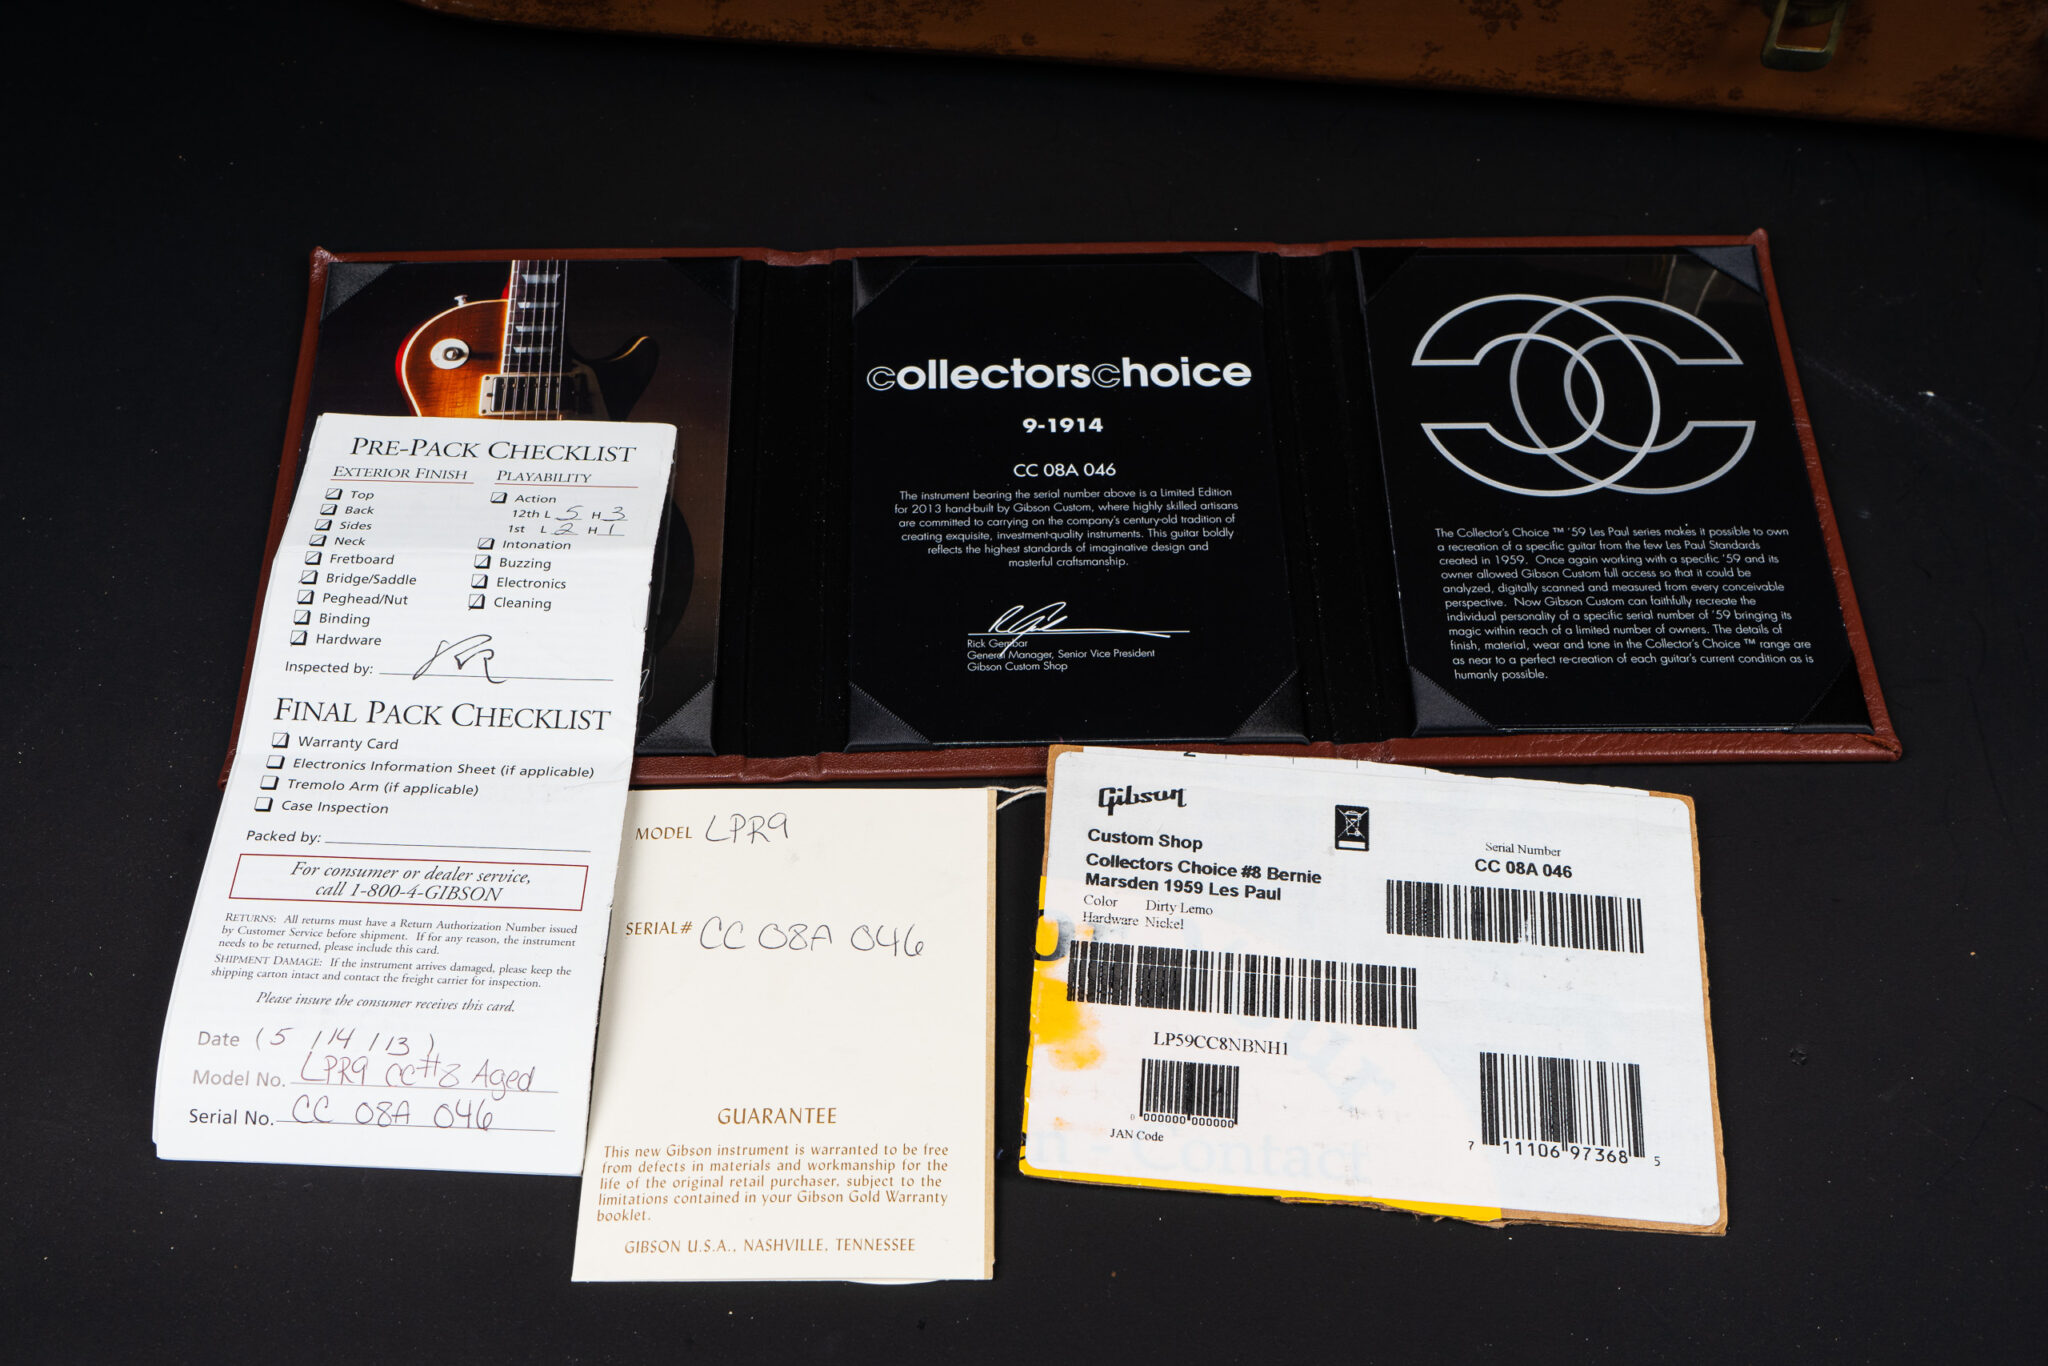 collectorschoice
9-1914
CC 08A 046
The instrument bearing the serial number above is a Limited Edition
for 2013 hand-built by Gibson Custom, where highly skilled artisans
are committed to carrying on the company's century-old tradition of
creating exquisite, investment-quality instruments. This guitar boldly
reflects the highest standards of imaginative design and
masterful craftsmanship.
Rick Gembar
General Manager, Senior Vice President
Gibson Custom Shop
The Collector's Choice ™ '59 Les Paul series makes it possible to own
a recreation of a specific guitar from the few Les Paul Standards
created in 1959. Once again working with a specific '59 and its
owner allowed Gibson Custom full access so that it could be
analyzed, digitally scanned and measured from every conceivable
perspective. Now Gibson Custom can faithfully recreate the
individual personality of a specific serial number of '59 bringing its
magic within reach of a limited number of owners. The details of
finish, material, wear and tone in the Collector's Choice ™ range are
as near to a perfect re-creation of each guitar's current condition as is
humanly possible.
PRE-PACK CHECKLIST
EXTERIOR FINISH
Top
Back
Sides
Neck
Fretboard
Bridge/Saddle
Peghead/Nut
Binding
Hardware
PLAYABILITY
Action
12th L 5 H 3
1st L 2 H 1
Intonation
Buzzing
Electronics
Cleaning
Inspected by:
FINAL PACK CHECKLIST
Warranty Card
Electronics Information Sheet (if applicable)
Tremolo Arm (if applicable)
Case Inspection
Packed by:
For consumer or dealer service,
call 1-800-4-GIBSON
RETURNS: All returns must have a Return Authorization Number issued
by Customer Service before shipment. If for any reason, the instrument
needs to be returned, please include this card.
SHIPMENT DAMAGE: If the instrument arrives damaged, please keep the
shipping carton intact and contact the freight carrier for inspection.
Please insure the consumer receives this card.
Date (5 /14 /13)
Model No. LPR9 CC#8 Aged
Serial No. CC 08A 046
MODEL LPR9
SERIAL# CC 08A 046
GUARANTEE
This new Gibson instrument is warranted to be free
from defects in materials and workmanship for the
life of the original retail purchaser, subject to the
limitations contained in your Gibson Gold Warranty
booklet.
GIBSON U.S.A., NASHVILLE, TENNESSEE
Gibson
Custom Shop
Collectors Choice #8 Bernie
Marsden 1959 Les Paul
Color Dirty Lemo
Hardware Nickel
Serial Number
CC 08A 046
LP59CC8NBNH1
0 000000 000000
JAN Code
7 11106 97368 5
n - Contact